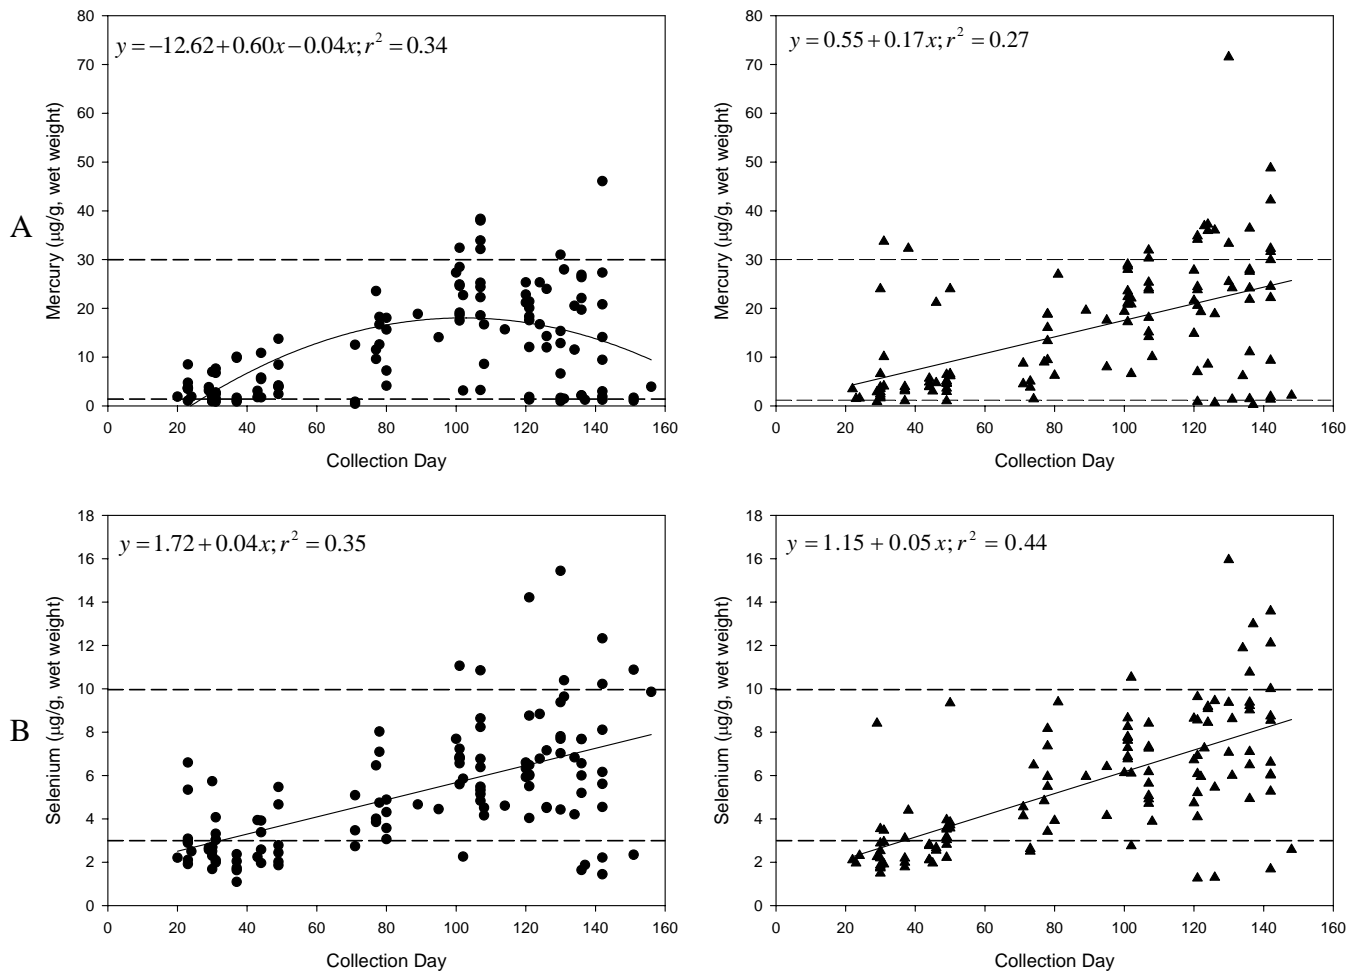 y = −12.62 + 0.60x − 0.04x; r² = 0.34
80
70
60
50
40
30
20
10
0
Mercury (µg/g, wet weight)
0 20 40 60 80 100 120 140 160
Collection Day
A
y = 0.55 + 0.17x; r² = 0.27
80
70
60
50
40
30
20
10
0
Mercury (µg/g, wet weight)
0 20 40 60 80 100 120 140 160
Collection Day
y = 1.72 + 0.04x; r² = 0.35
18
16
14
12
10
8
6
4
2
0
Selenium (µg/g, wet weight)
0 20 40 60 80 100 120 140 160
Collection Day
B
y = 1.15 + 0.05x; r² = 0.44
18
16
14
12
10
8
6
4
2
0
Selenium (µg/g, wet weight)
0 20 40 60 80 100 120 140 160
Collection Day